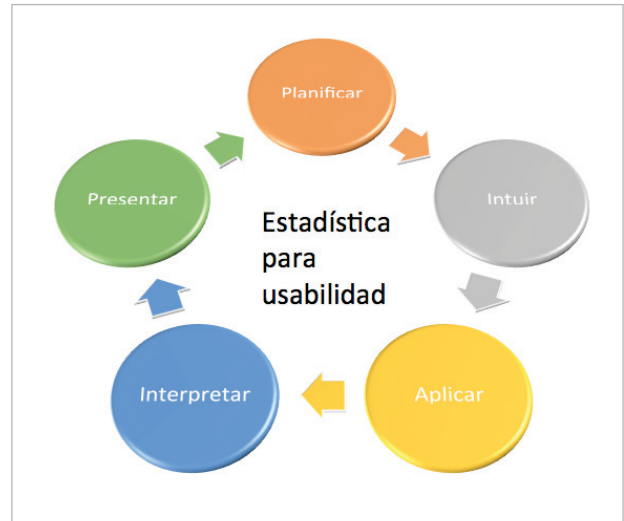 Planificar
Intuir
Aplicar
Interpretar
Presentar
Estadística
para
usabilidad